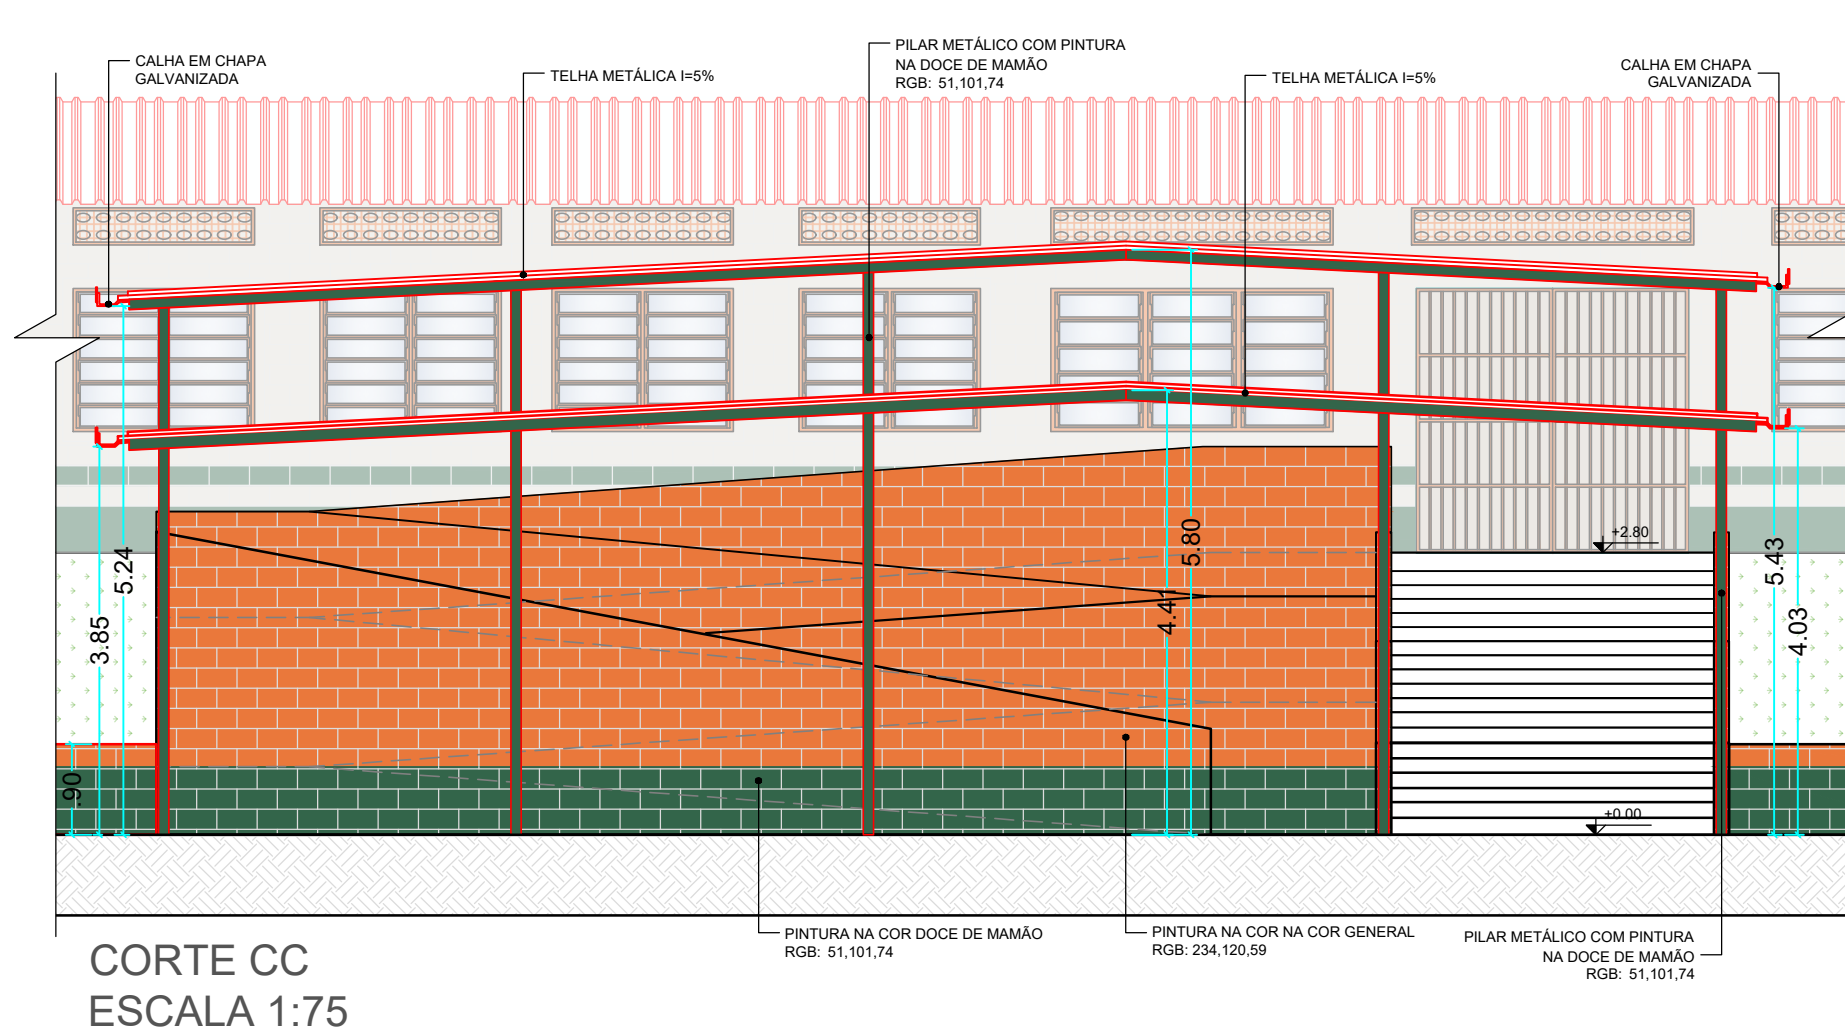 CALHA EM CHAPA
GALVANIZADA
TELHA METÁLICA I=5%
PILAR METÁLICO COM PINTURA
NA DOCE DE MAMÃO
RGB: 51,101,74
TELHA METÁLICA I=5%
CALHA EM CHAPA
GALVANIZADA
+2.80
5.80
5.24
5.43
4.41
3.85
4.03
.90
+0.00
PINTURA NA COR DOCE DE MAMÃO
RGB: 51,101,74
PINTURA NA COR NA COR GENERAL
RGB: 234,120,59
PILAR METÁLICO COM PINTURA
NA DOCE DE MAMÃO
RGB: 51,101,74
CORTE CC
ESCALA 1:75